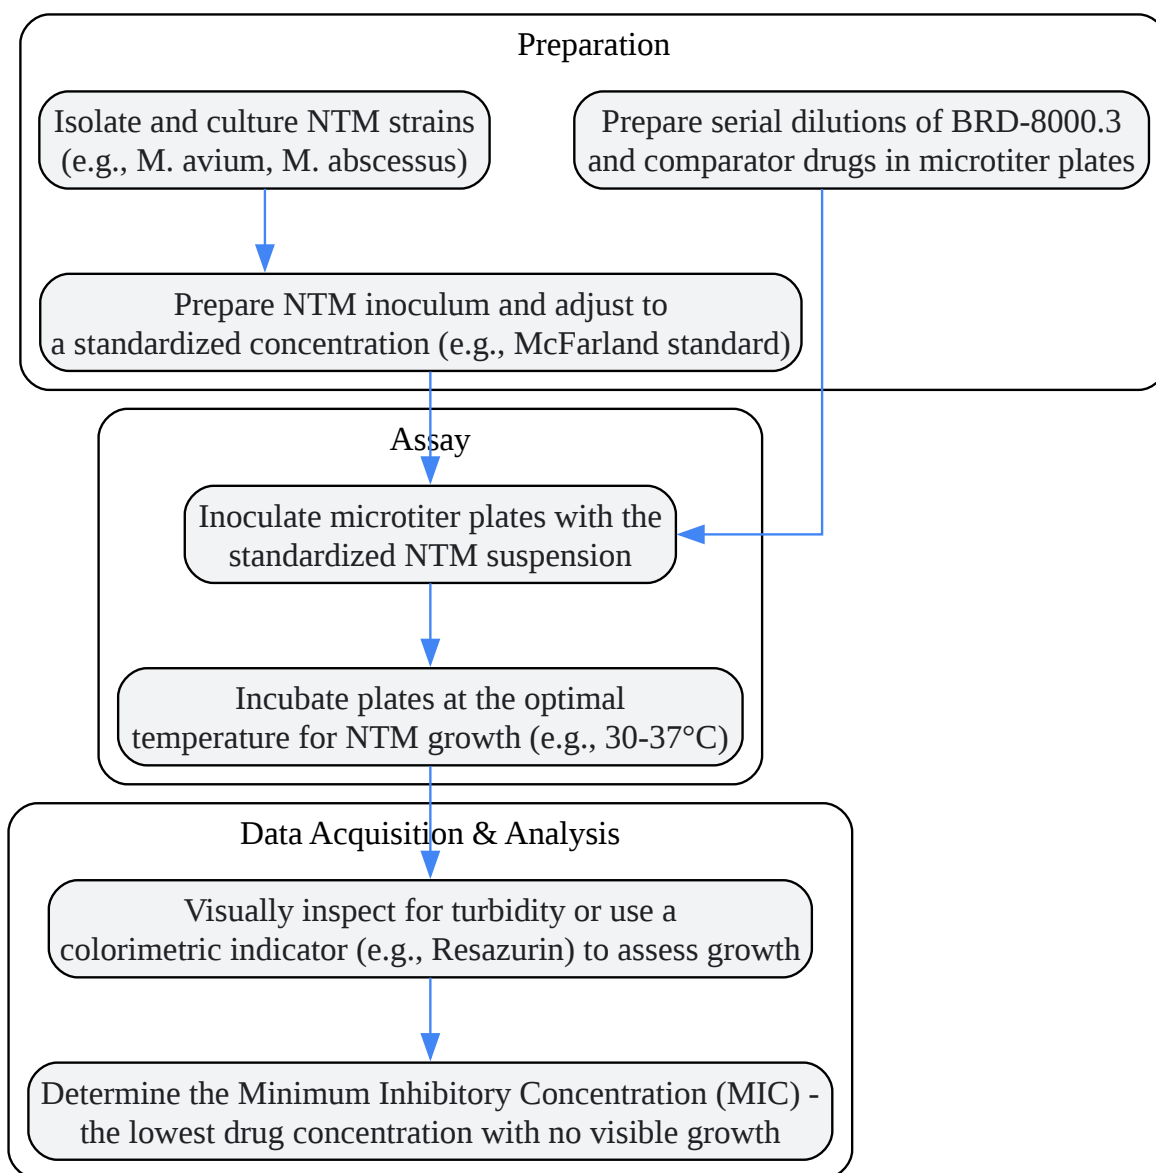 Preparation
Isolate and culture NTM strains
(e.g., M. avium, M. abscessus)
Prepare serial dilutions of BRD-8000.3
and comparator drugs in microtiter plates
Prepare NTM inoculum and adjust to
a standardized concentration (e.g., McFarland standard)
Assay
Inoculate microtiter plates with the
standardized NTM suspension
Incubate plates at the optimal
temperature for NTM growth (e.g., 30-37°C)
Data Acquisition & Analysis
Visually inspect for turbidity or use a
colorimetric indicator (e.g., Resazurin) to assess growth
Determine the Minimum Inhibitory Concentration (MIC) -
the lowest drug concentration with no visible growth